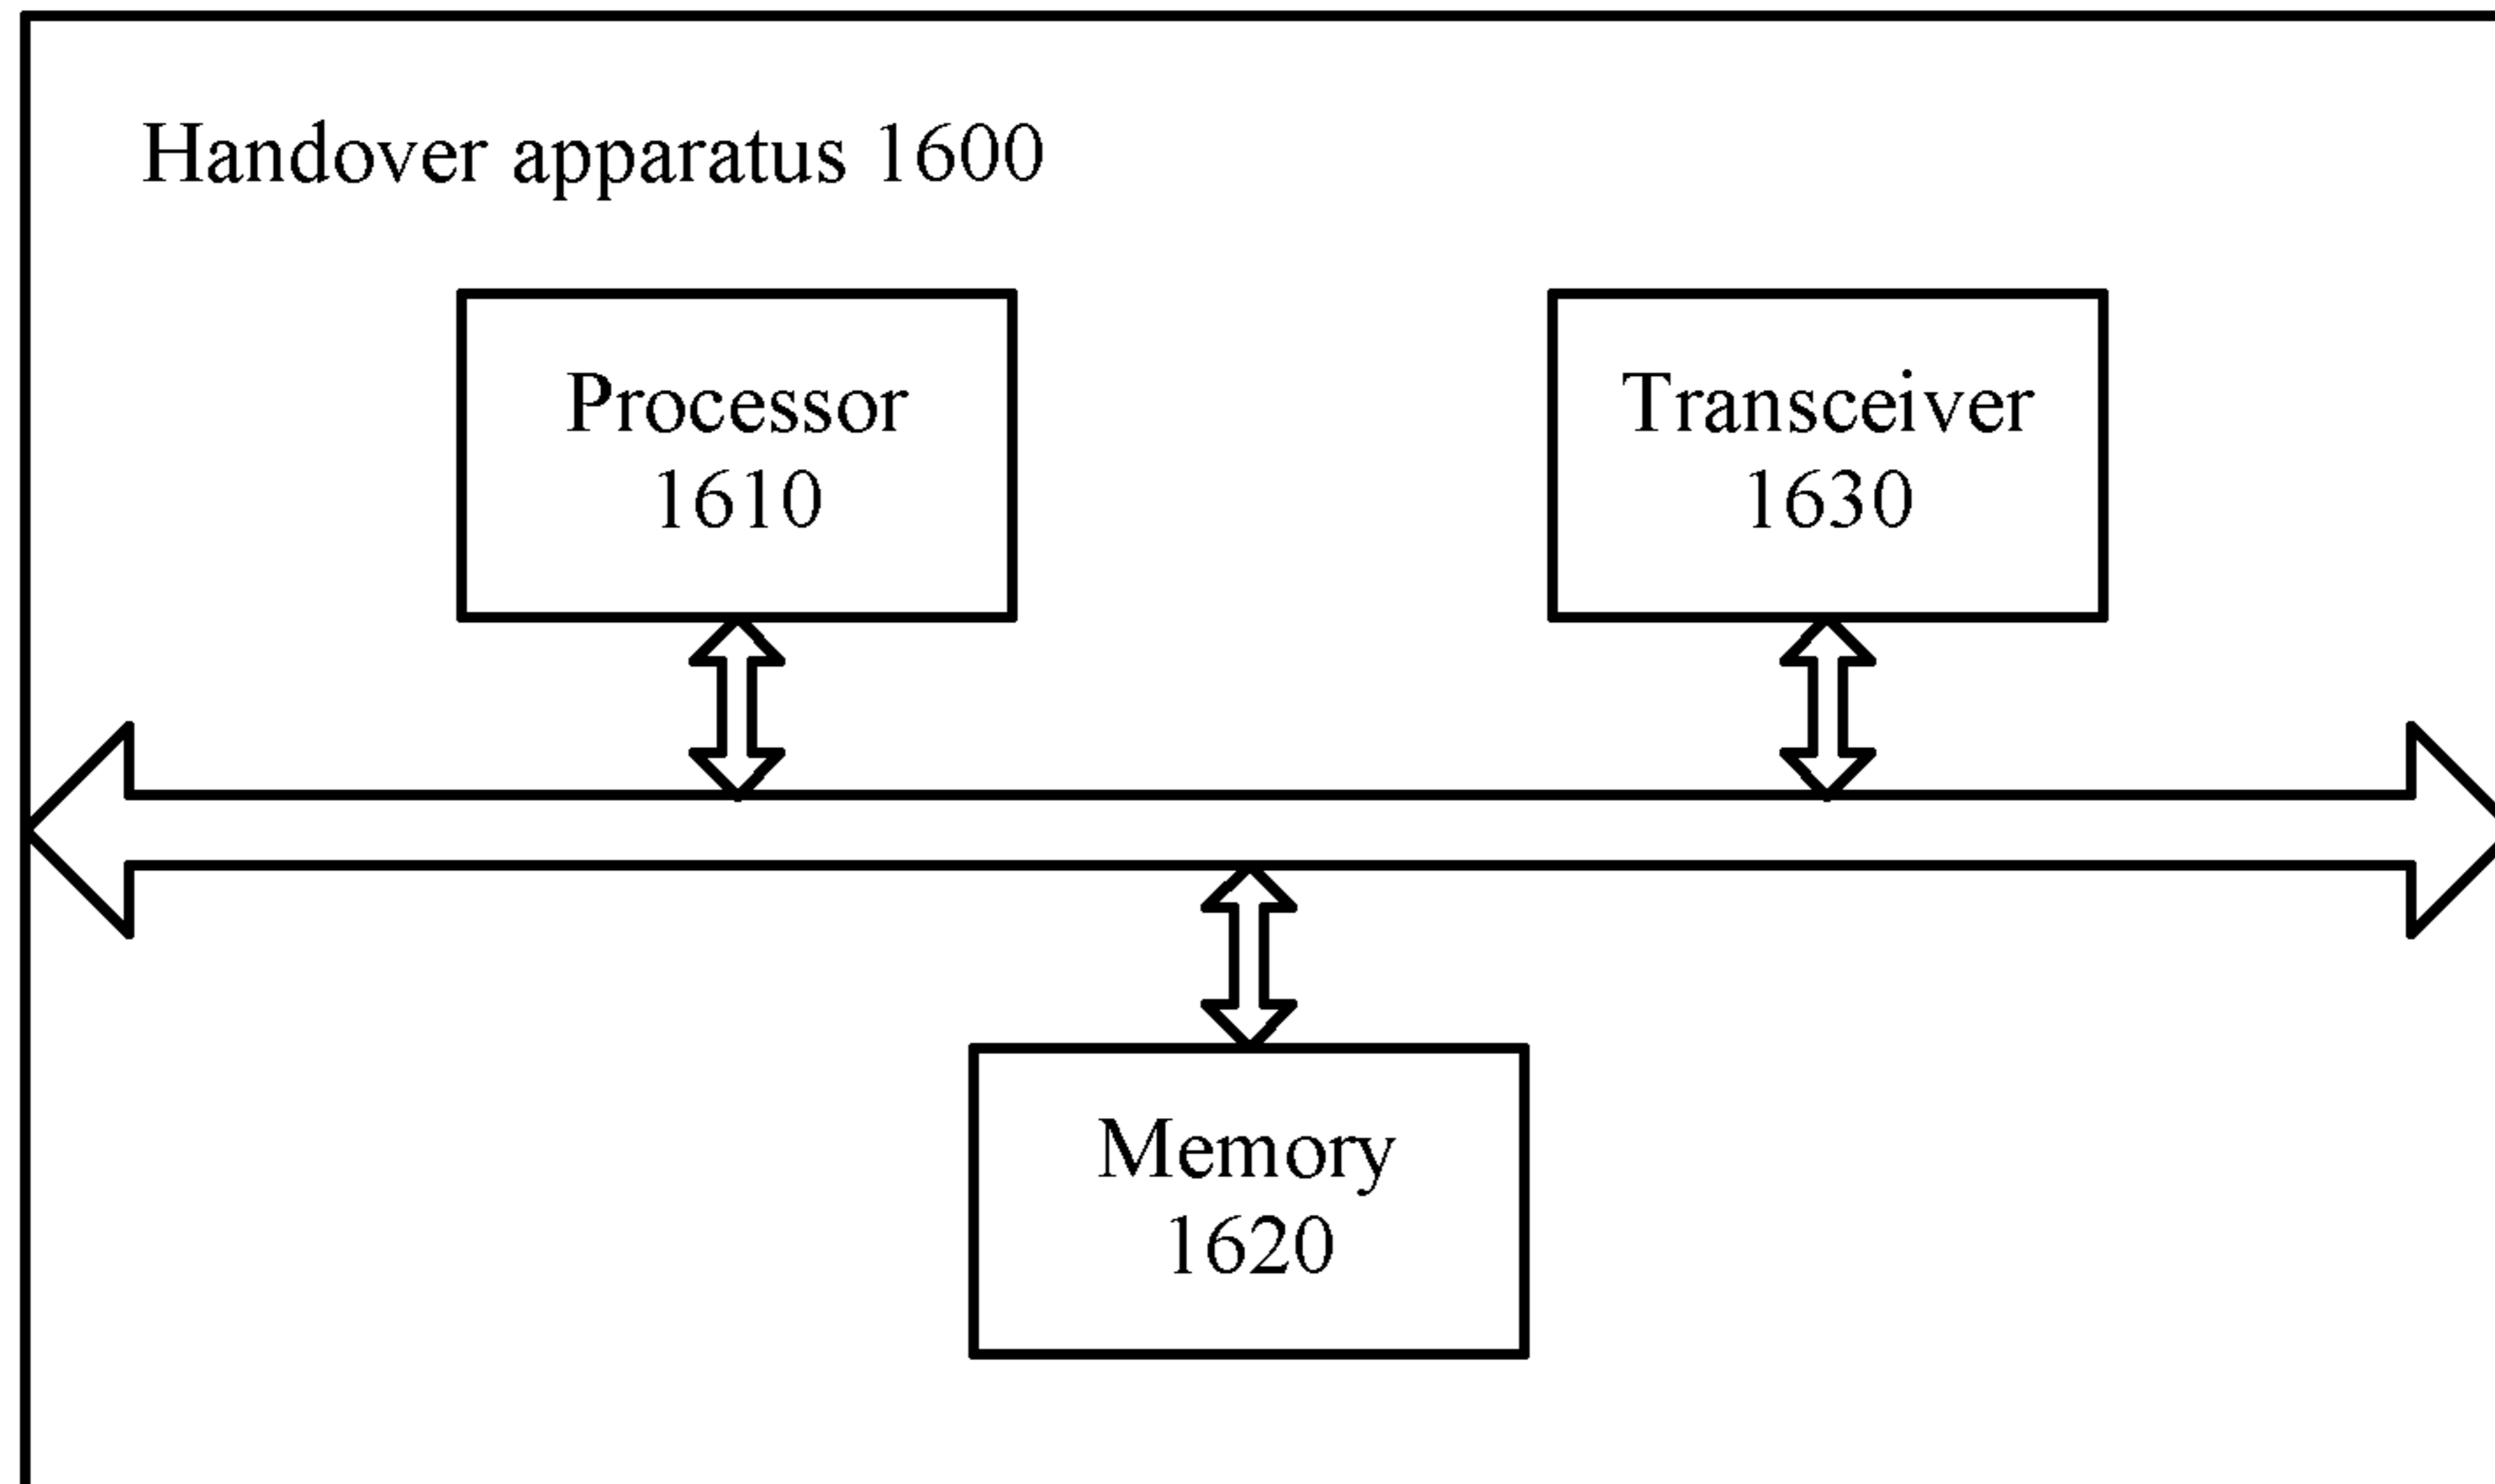 Handover apparatus 1600
Processor
1610
Transceiver
1630
Memory
1620